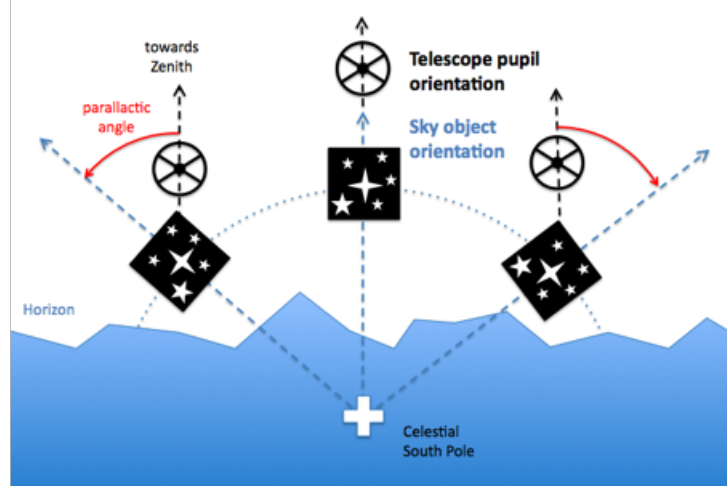 towards
Zenith
Telescope pupil
orientation
parallactic
angle
Sky object
orientation
Horizon
Celestial
South Pole